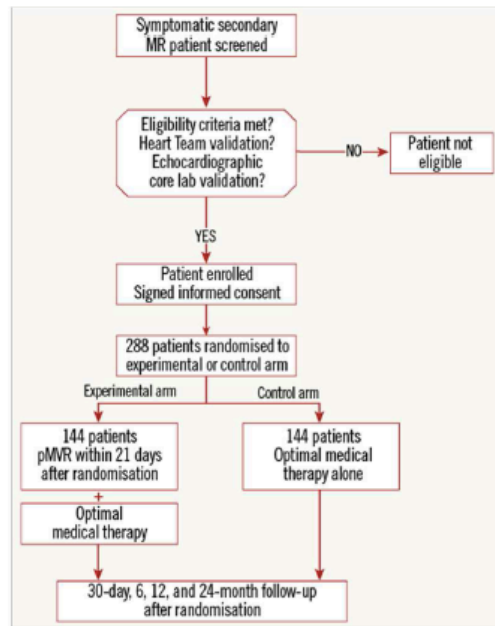 Symptomatic secondary
MR patient screened
Eligibility criteria met?
Heart Team validation?
Echocardiographic
core lab validation?
NO
Patient not
eligible
YES
Patient enrolled
Signed informed consent
288 patients randomised to
experimental or control arm
Experimental arm
Control arm
144 patients
pMVR within 21 days
after randomisation
+
Optimal
medical therapy
144 patients
Optimal medical
therapy alone
30-day, 6, 12, and 24-month follow-up
after randomisation